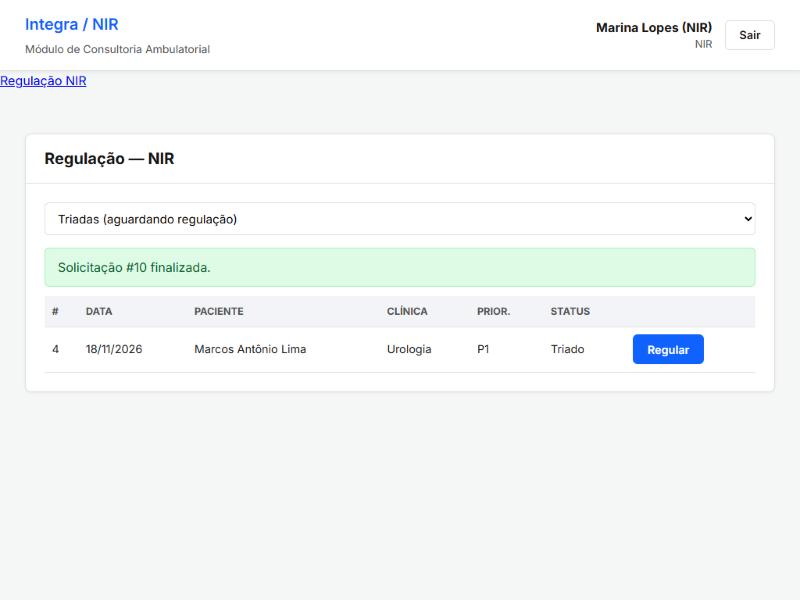 Integra / NIR
Módulo de Consultoria Ambulatorial
Marina Lopes (NIR)
NIR
Sair
Regulação NIR
Regulação — NIR
Triadas (aguardando regulação)
Solicitação #10 finalizada.
# DATA PACIENTE CLÍNICA PRIOR. STATUS
4 18/11/2026 Marcos Antônio Lima Urologia P1 Triado Regular